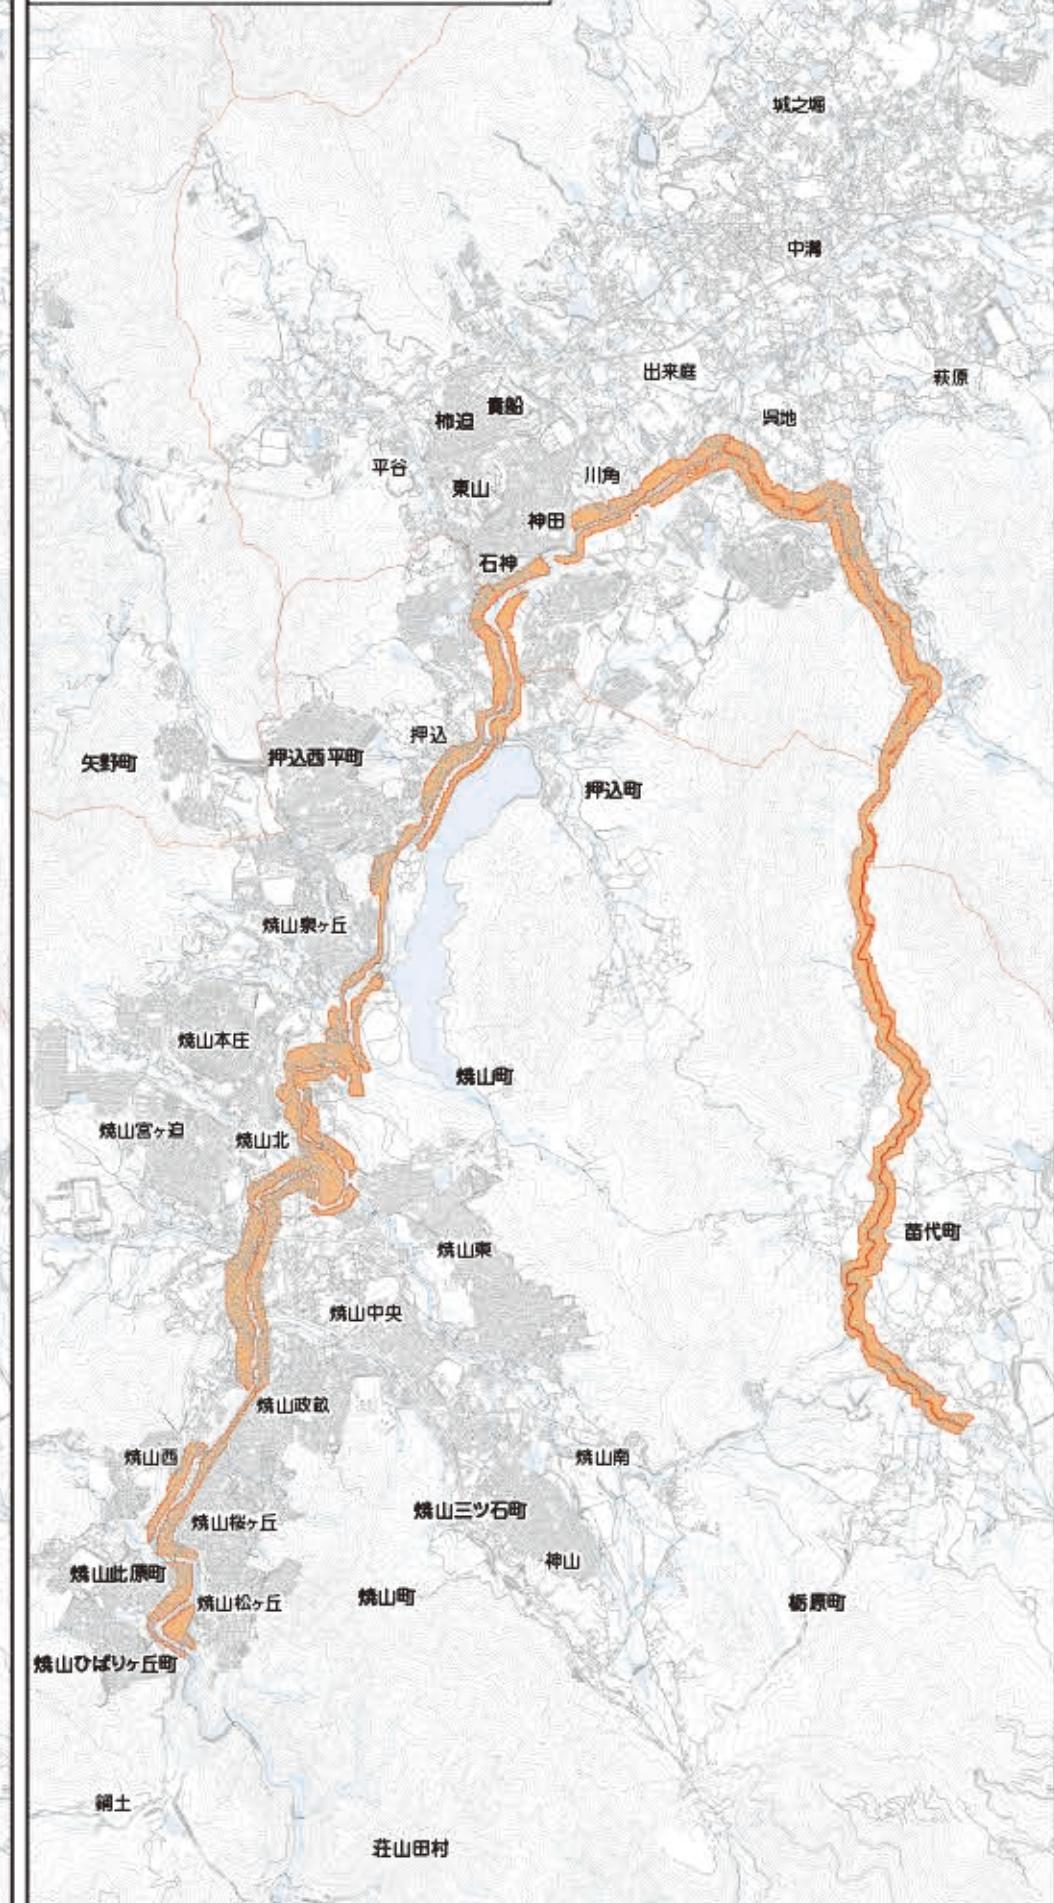 城之堀
中溝
出来庭
萩原
呉地
貴船
柿迫
平谷
川角
東山
神田
石神
押込
押込西平町
矢野町
押込町
焼山泉ヶ丘
焼山本庄
焼山町
焼山宮ヶ迫
焼山北
苗代町
焼山東
焼山中央
焼山政畝
焼山西
焼山南
焼山三ツ石町
焼山桜ヶ丘
神山
焼山此原町
焼山町
焼山松ヶ丘
栃原町
焼山ひばりヶ丘町
荘山田村